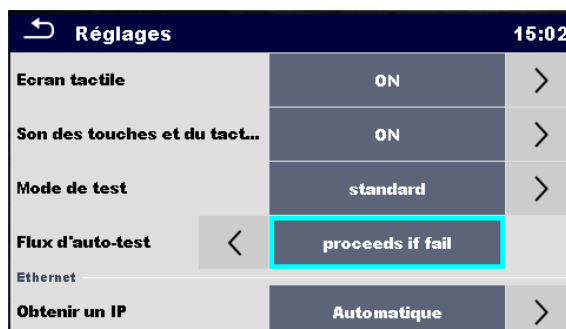 Réglages 15:02
Ecran tactile ON
Son des touches et du tact... ON
Mode de test standard
Flux d'auto-test proceeds if fail
Ethernet
Obtenir un IP Automatique